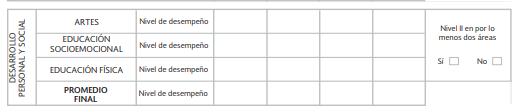 DESARROLLO
PERSONAL Y SOCIAL
ARTES
Nivel de desempeño
EDUCACIÓN
SOCIOEMOCIONAL
Nivel de desempeño
EDUCACIÓN FÍSICA
Nivel de desempeño
PROMEDIO
FINAL
Nivel de desempeño
Nivel II en por lo
menos dos áreas
Sí
No